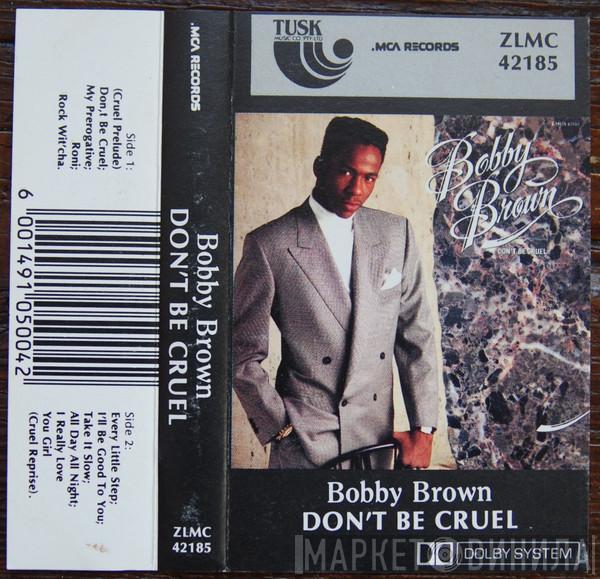 Side 1:
(Cruel Prelude)
Don,t Be Cruel;
My Prerogative;
Roni;
Rock Wit'cha.
6 001491 050042
Side 2:
Every Little Step;
I'll Be Good To You;
Take It Slow;
All Day All Night;
I Really Love
You Girl
(Cruel Reprise).
.MCA RECORDS
Bobby Brown
DON'T BE CRUEL
ZLMC
42185
TUSK
MUSIC CO. PTY LTD
.MCA RECORDS
ZLMC
42185
Bobby
Brown
DON'T BE CRUEL
Bobby Brown
DON'T BE CRUEL
DOLBY SYSTEM
МАРКЕТ ВИНИЛА